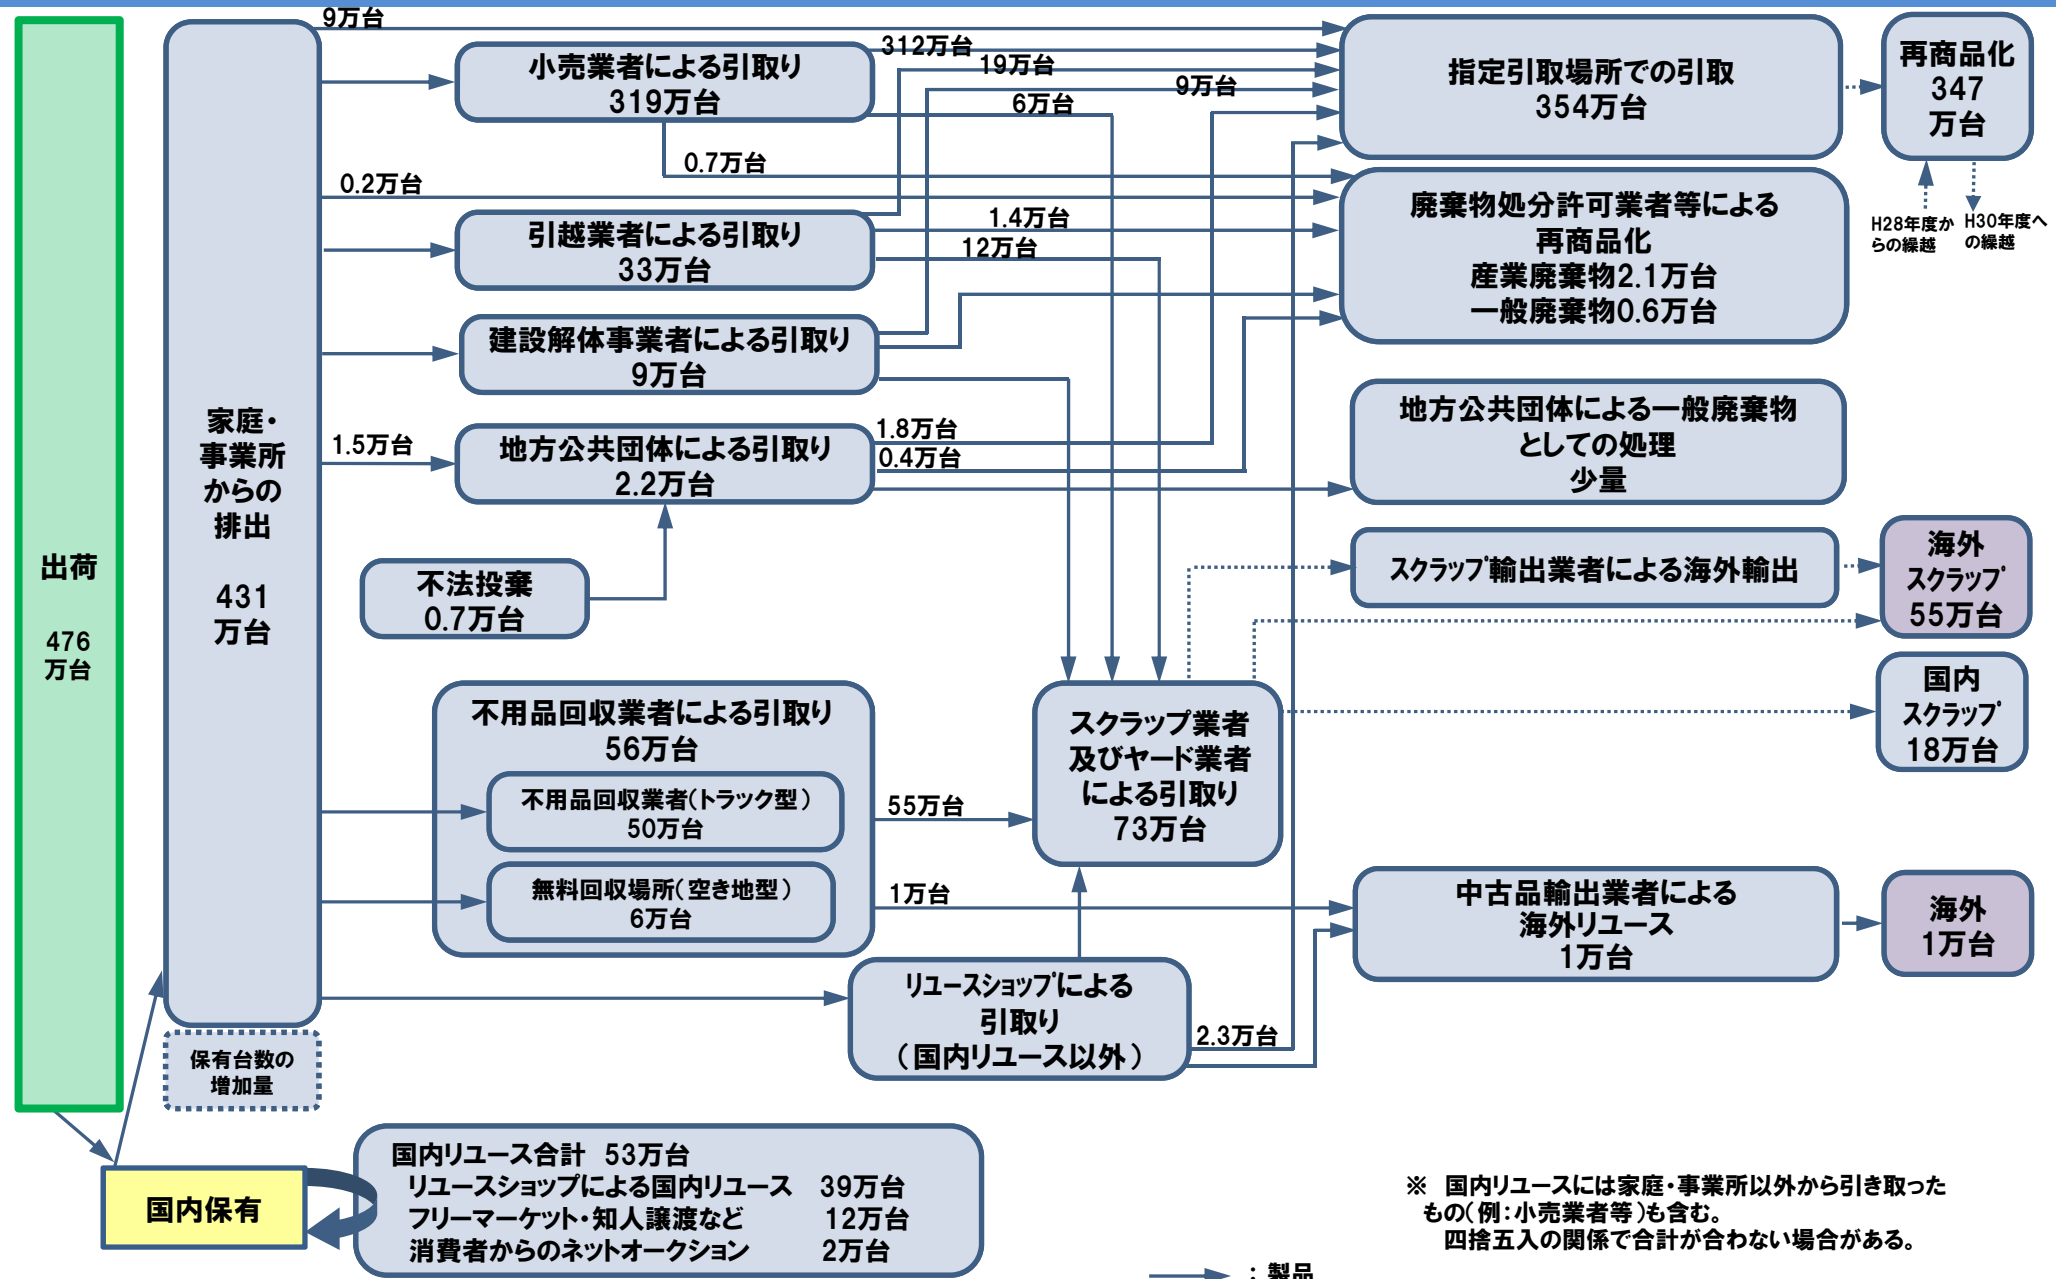 出荷
476
万台
家庭・
事業所
からの
排出
431
万台
保有台数の
増加量
国内保有
9万台
小売業者による引取り
319万台
312万台
19万台
9万台
6万台
0.7万台
0.2万台
引越業者による引取り
33万台
1.4万台
12万台
建設解体事業者による引取り
9万台
1.5万台
地方公共団体による引取り
2.2万台
1.8万台
0.4万台
不法投棄
0.7万台
不用品回収業者による引取り
56万台
不用品回収業者(トラック型)
50万台
無料回収場所(空き地型)
6万台
55万台
1万台
スクラップ業者
及びヤード業者
による引取り
73万台
リユースショップによる
引取り
(国内リユース以外)
2.3万台
指定引取場所での引取
354万台
再商品化
347
万台
H28年度か
らの繰越
H30年度へ
の繰越
廃棄物処分許可業者等による
再商品化
産業廃棄物2.1万台
一般廃棄物0.6万台
地方公共団体による一般廃棄物
としての処理
少量
スクラップ輸出業者による海外輸出
海外
スクラップ
55万台
国内
スクラップ
18万台
中古品輸出業者による
海外リユース
1万台
海外
1万台
国内リユース合計 53万台
リユースショップによる国内リユース 39万台
フリーマーケット・知人譲渡など 12万台
消費者からのネットオークション 2万台
※ 国内リユースには家庭・事業所以外から引き取った
もの(例:小売業者等)も含む。
四捨五入の関係で合計が合わない場合がある。
:製品